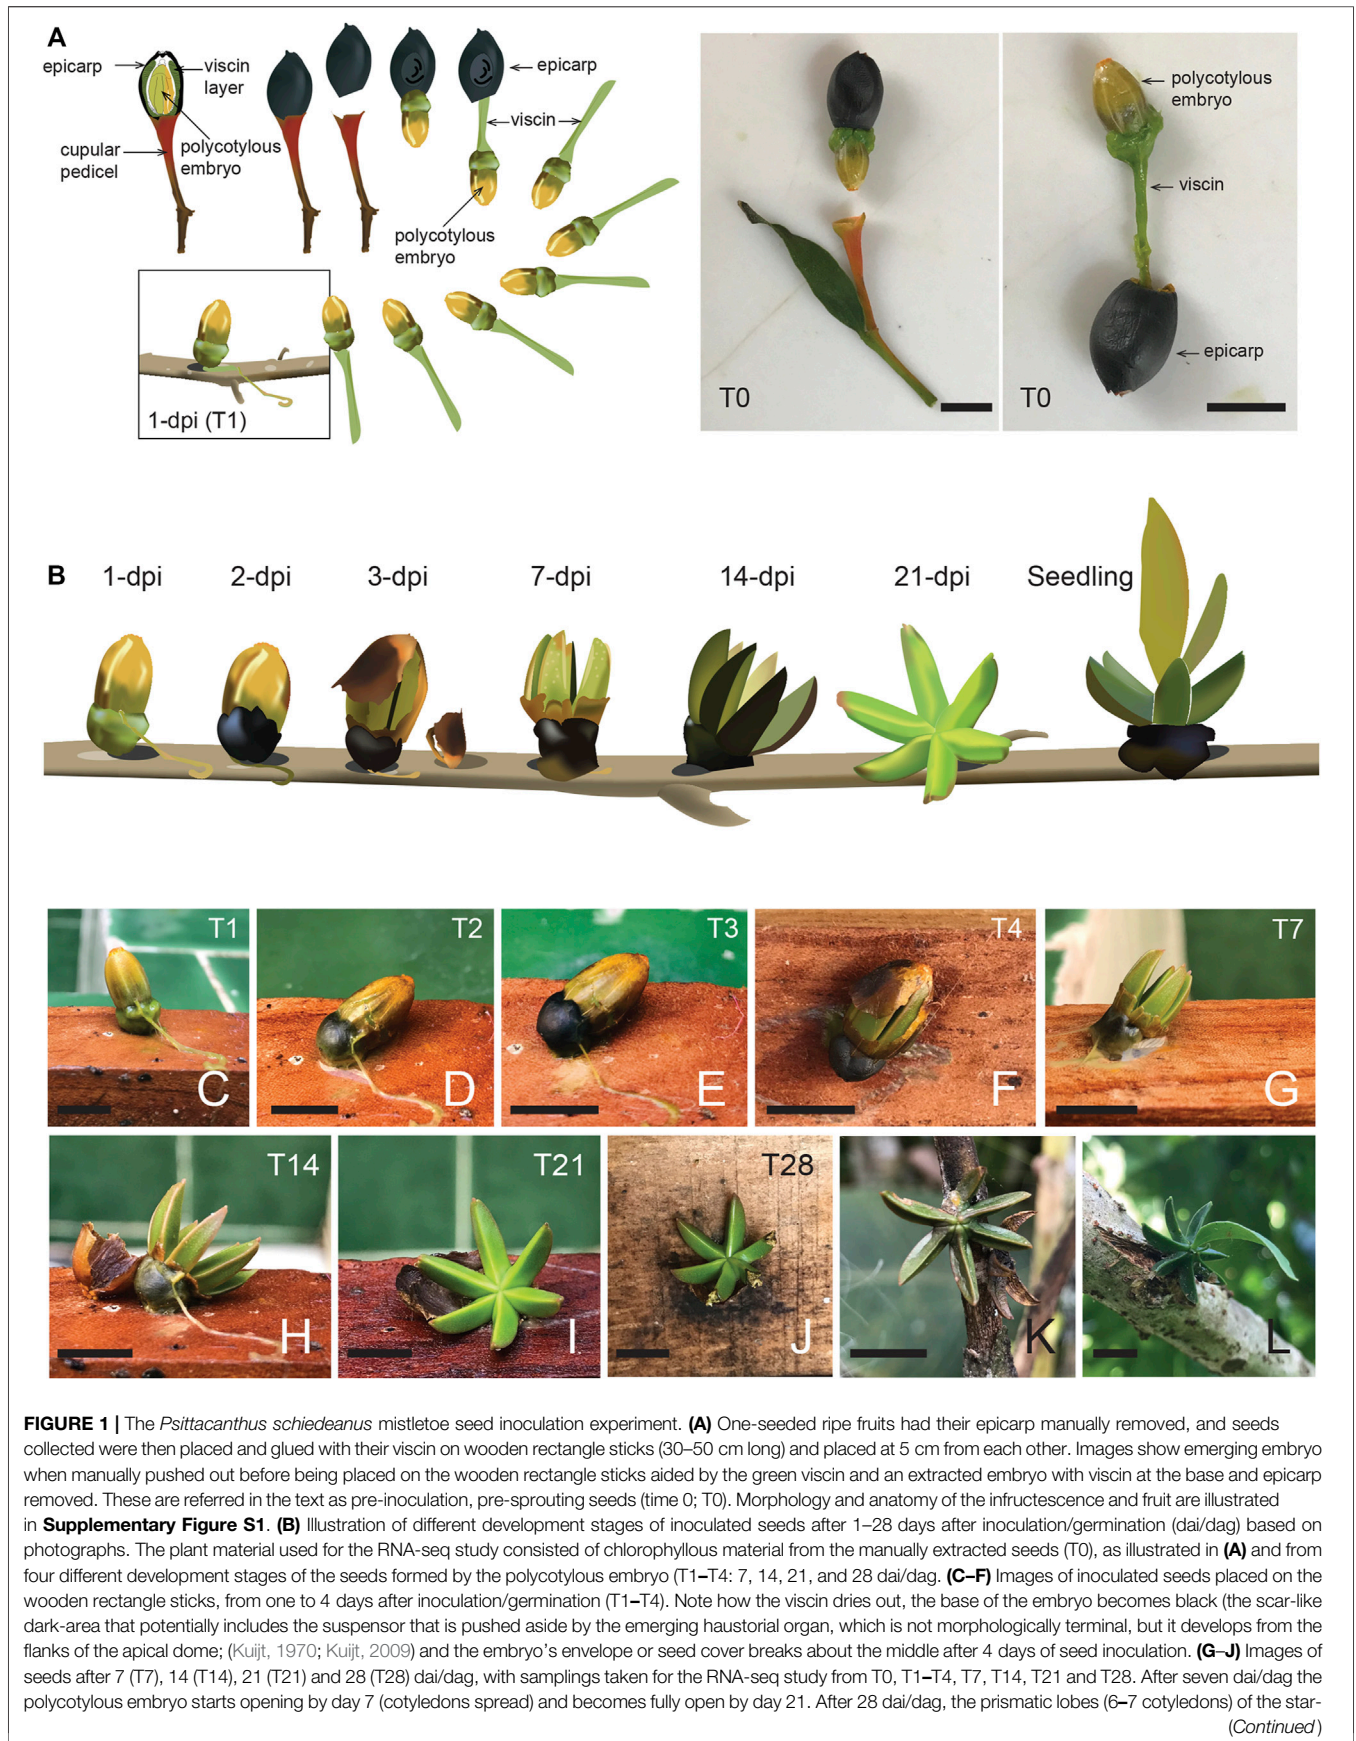 A
epicarp
viscin
layer
cupular
pedicel
polycotylous
embryo
epicarp
viscin
polycotylous
embryo
1-dpi (T1)
T0
polycotylous
embryo
viscin
epicarp
T0
B 1-dpi 2-dpi 3-dpi 7-dpi 14-dpi 21-dpi Seedling
T1
C
T2
D
T3
E
T4
F
T7
G
T14
H
T21
I
T28
J
K
L
FIGURE 1 | The Psittacanthus schiedeanus mistletoe seed inoculation experiment. (A) One-seeded ripe fruits had their epicarp manually removed, and seeds
collected were then placed and glued with their viscin on wooden rectangle sticks (30–50 cm long) and placed at 5 cm from each other. Images show emerging embryo
when manually pushed out before being placed on the wooden rectangle sticks aided by the green viscin and an extracted embryo with viscin at the base and epicarp
removed. These are referred in the text as pre-inoculation, pre-sprouting seeds (time 0; T0). Morphology and anatomy of the infructescence and fruit are illustrated
in Supplementary Figure S1. (B) Illustration of different development stages of inoculated seeds after 1–28 days after inoculation/germination (dai/dag) based on
photographs. The plant material used for the RNA-seq study consisted of chlorophyllous material from the manually extracted seeds (T0), as illustrated in (A) and from
four different development stages of the seeds formed by the polycotylous embryo (T1–T4: 7, 14, 21, and 28 dai/dag. (C–F) Images of inoculated seeds placed on the
wooden rectangle sticks, from one to 4 days after inoculation/germination (T1–T4). Note how the viscin dries out, the base of the embryo becomes black (the scar-like
dark-area that potentially includes the suspensor that is pushed aside by the emerging haustorial organ, which is not morphologically terminal, but it develops from the
flanks of the apical dome; (Kuijt, 1970; Kuijt, 2009) and the embryo's envelope or seed cover breaks about the middle after 4 days of seed inoculation. (G–J) Images of
seeds after 7 (T7), 14 (T14), 21 (T21) and 28 (T28) dai/dag, with samplings taken for the RNA-seq study from T0, T1–T4, T7, T14, T21 and T28. After seven dai/dag the
polycotylous embryo starts opening by day 7 (cotyledons spread) and becomes fully open by day 21. After 28 dai/dag, the prismatic lobes (6–7 cotyledons) of the star-
(Continued)